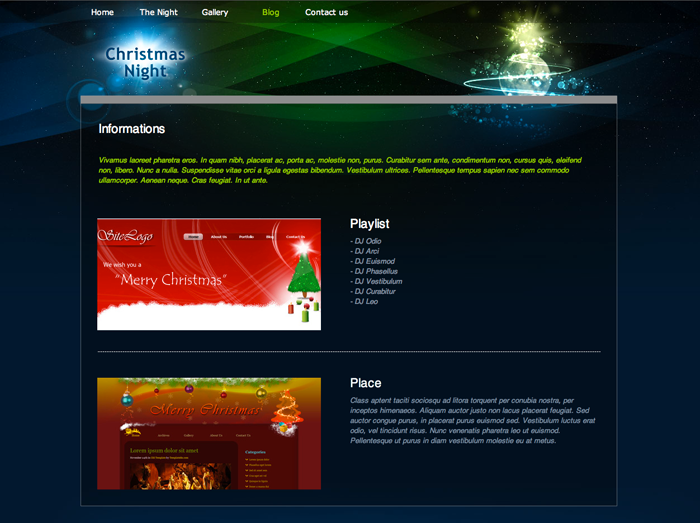 Home The Night Gallery Blog Contact us
Christmas
Night
Informations
Vivamus laoreet pharetra eros. In quam nibh, placerat ac, porta ac, molestie non, purus. Curabitur sem ante, condimentum non, cursus quis, eleifend
non, libero. Nunc a nulla. Suspendisse vitae orci a ligula egestas bibendum. Vestibulum ultrices. Pellentesque tempus sapien nec sem commodo
ullamcorper. Aenean neque. Cras feugiat. In ut ante.
SiteLogo
Home About Us Portfolio Blog Contact Us
We wish you a
"Merry Christmas"
Playlist
- DJ Odio
- DJ Arci
- DJ Euismod
- DJ Phasellus
- DJ Vestibulum
- DJ Curabitur
- DJ Leo
Merry Christmas
Home Gallery About Us Contact Us
Lorem ipsum dolor sit amet
Categories
Place
Class aptent taciti sociosqu ad litora torquent per conubia nostra, per
inceptos himenaeos. Aliquam auctor justo non lacus placerat feugiat. Sed
auctor congue purus, in placerat purus euismod sed. Vestibulum luctus erat
odio, vel tincidunt risus. Nunc venenatis pharetra leo ut euismod.
Pellentesque ut purus in diam vestibulum molestie eu at metus.